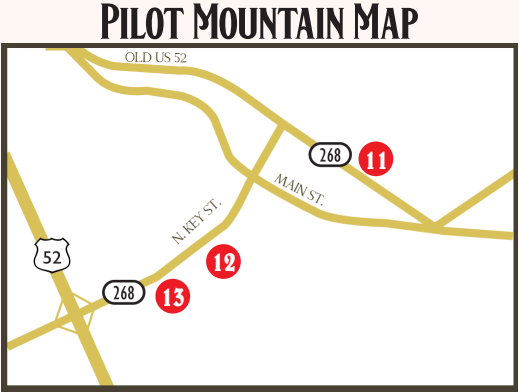 PILOT MOUNTAIN MAP
OLD US 52
268
11
MAIN ST.
N. KEY ST.
52
12
268
13